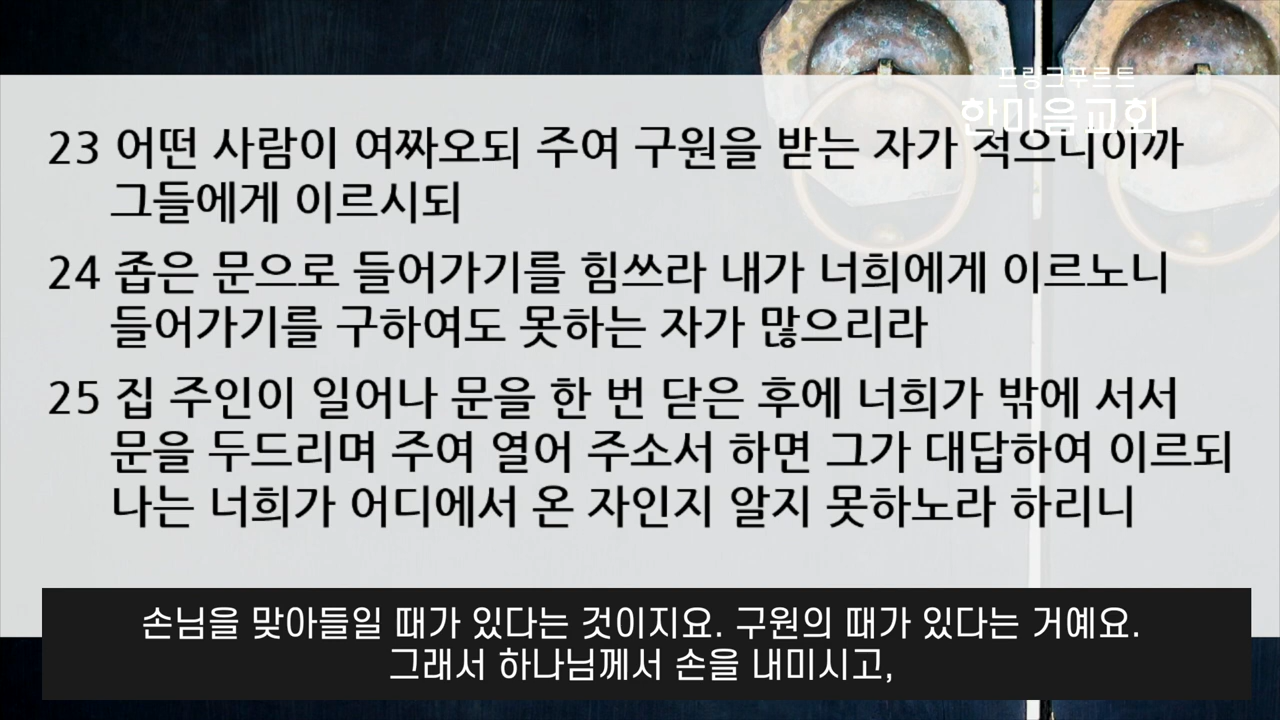 프랑크푸르트
한마음교회
23 어떤 사람이 여짜오되 주여 구원을 받는 자가 적으니이까
그들에게 이르시되
24 좁은 문으로 들어가기를 힘쓰라 내가 너희에게 이르노니
들어가기를 구하여도 못하는 자가 많으리라
25 집 주인이 일어나 문을 한 번 닫은 후에 너희가 밖에 서서
문을 두드리며 주여 열어 주소서 하면 그가 대답하여 이르되
나는 너희가 어디에서 온 자인지 알지 못하노라 하리니
손님을 맞아들일 때가 있다는 것이지요. 구원의 때가 있다는 거예요.
그래서 하나님께서 손을 내미시고,